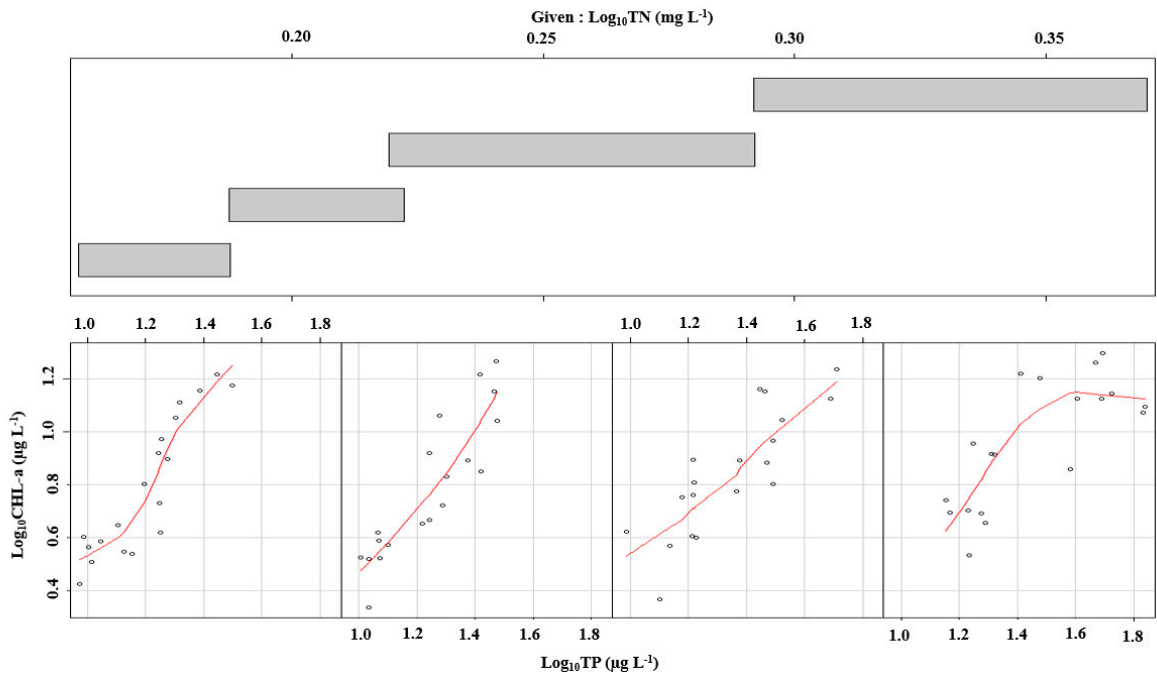 Given : Log₁₀TN (mg L⁻¹)
0.20 0.25 0.30 0.35
1.0 1.2 1.4 1.6 1.8 1.0 1.2 1.4 1.6 1.8
Log₁₀CHL-a (µg L⁻¹)
1.2
1.0
0.8
0.6
0.4
1.0 1.2 1.4 1.6 1.8 1.0 1.2 1.4 1.6 1.8
Log₁₀TP (µg L⁻¹)